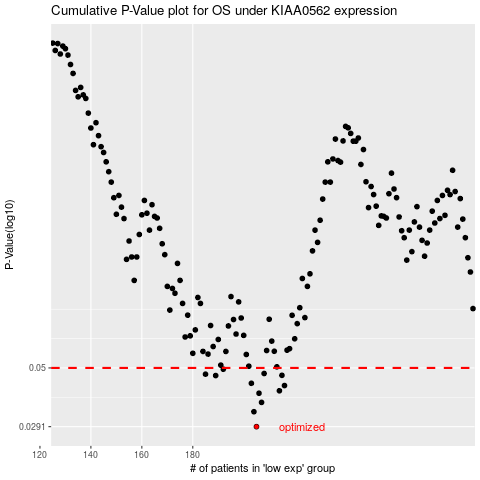 Cumulative P-Value plot for OS under KIAA0562 expression
P-Value(log10)
0.05
0.0291
optimized
120 140 160 180
# of patients in 'low exp' group